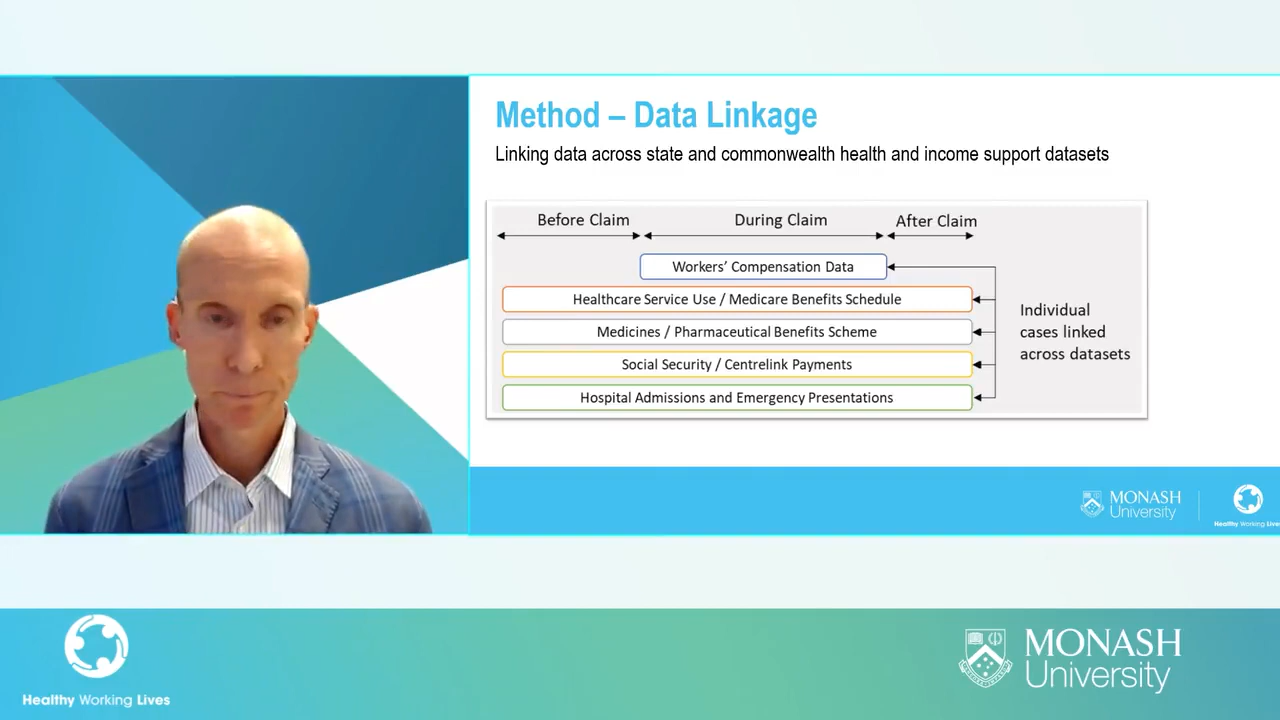 Method – Data Linkage
Linking data across state and commonwealth health and income support datasets
Before Claim
During Claim
After Claim
Workers' Compensation Data
Healthcare Service Use / Medicare Benefits Schedule
Medicines / Pharmaceutical Benefits Scheme
Social Security / Centrelink Payments
Hospital Admissions and Emergency Presentations
Individual
cases linked
across datasets
MONASH
University
Healthy Working Lives
Healthy Working Lives
MONASH
University